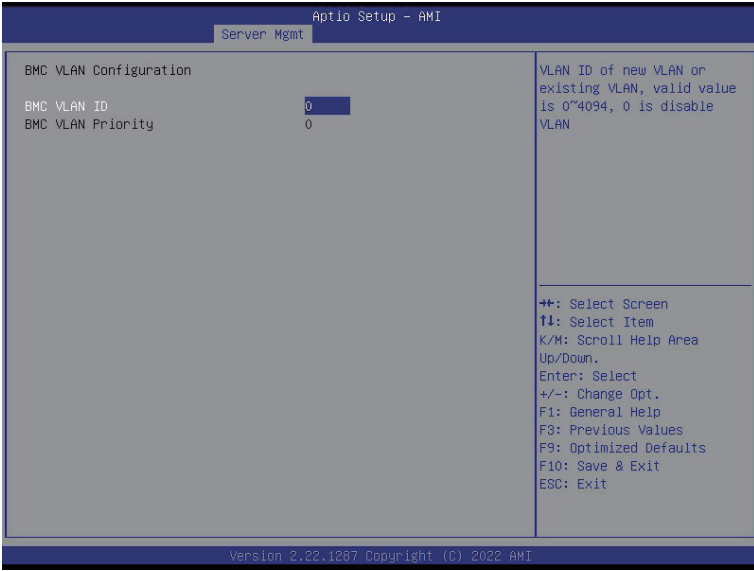 Aptio Setup – AMI
Server Mgmt
BMC VLAN Configuration
BMC VLAN ID 0
BMC VLAN Priority 0
VLAN ID of new VLAN or
existing VLAN, valid value
is 0~4094, 0 is disable
VLAN
→←: Select Screen
↑↓: Select Item
K/M: Scroll Help Area
Up/Down.
Enter: Select
+/-: Change Opt.
F1: General Help
F3: Previous Values
F9: Optimized Defaults
F10: Save & Exit
ESC: Exit
Version 2.22.1287 Copyright (C) 2022 AMI